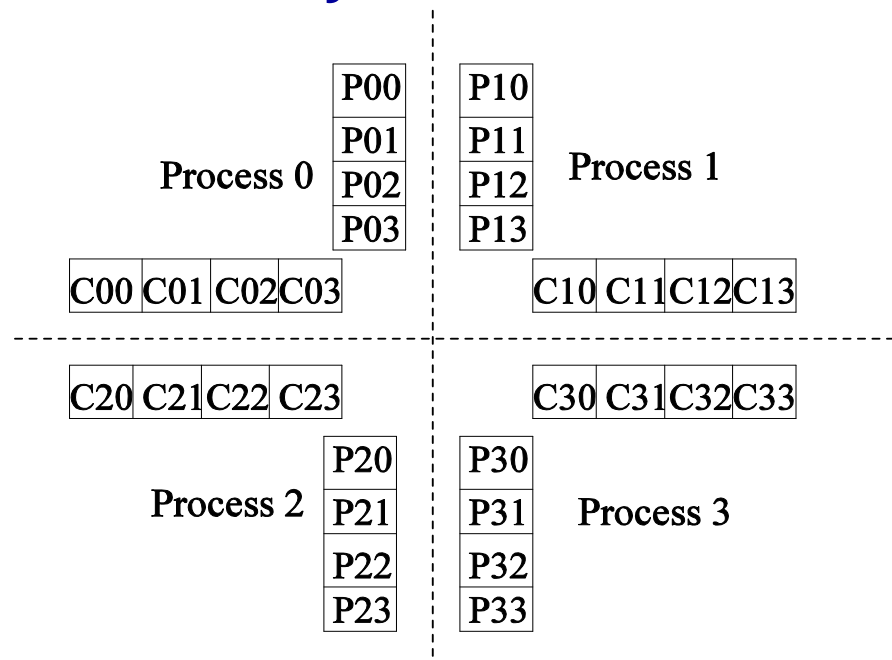 P00
P01
P02
P03
Process 0
C00 C01 C02 C03
P10
P11
P12
P13
Process 1
C10 C11 C12 C13
C20 C21 C22 C23
P20
P21
P22
P23
Process 2
C30 C31 C32 C33
P30
P31
P32
P33
Process 3